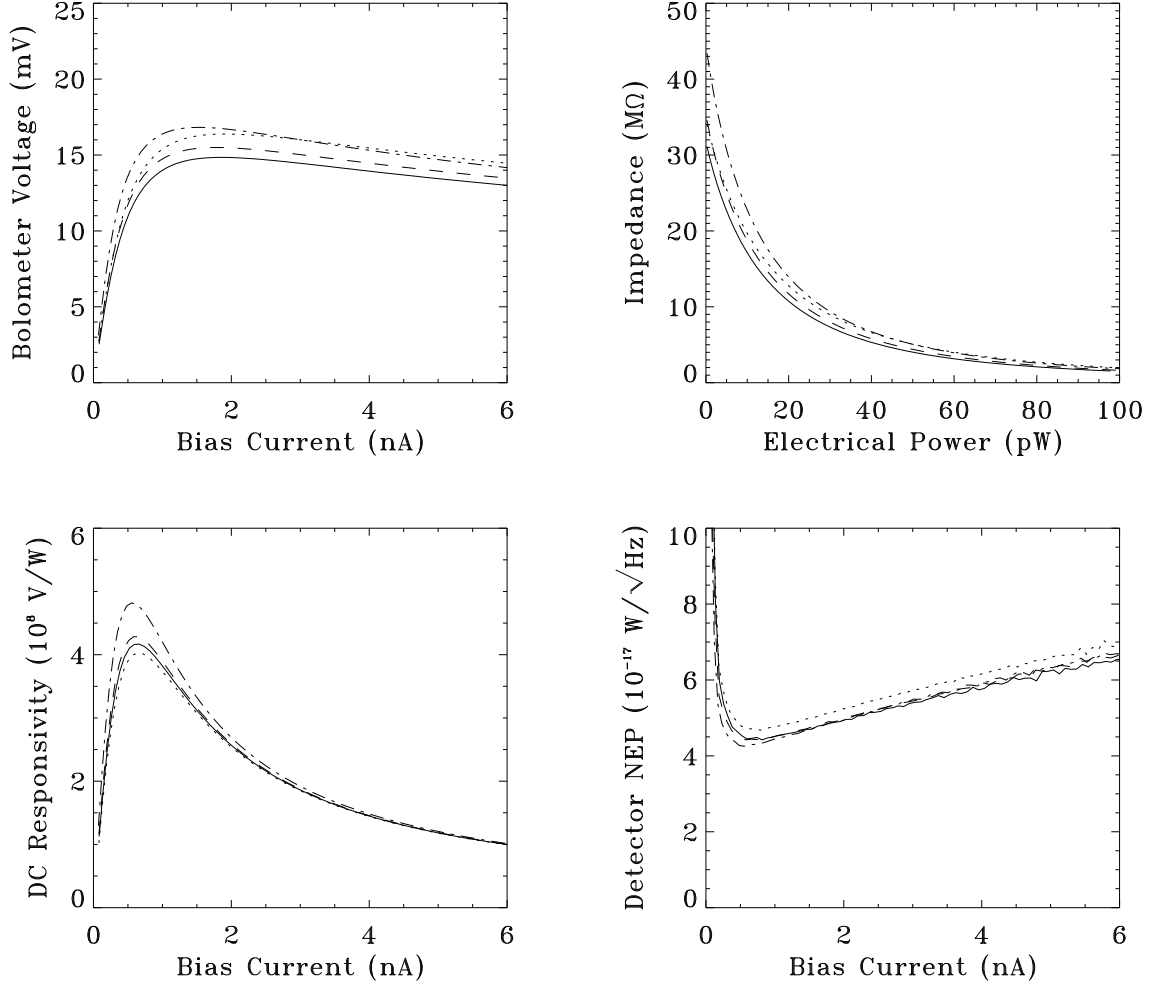 25
20
15
10
5
0
Bolometer Voltage (mV)
0 2 4 6
Bias Current (nA)
50
40
30
20
10
0
Impedance (MΩ)
0 20 40 60 80 100
Electrical Power (pW)
6
4
2
0
DC Responsivity (10⁸ V/W)
0 2 4 6
Bias Current (nA)
10
8
6
4
2
0
Detector NEP (10⁻¹⁷ W/√Hz)
0 2 4 6
Bias Current (nA)